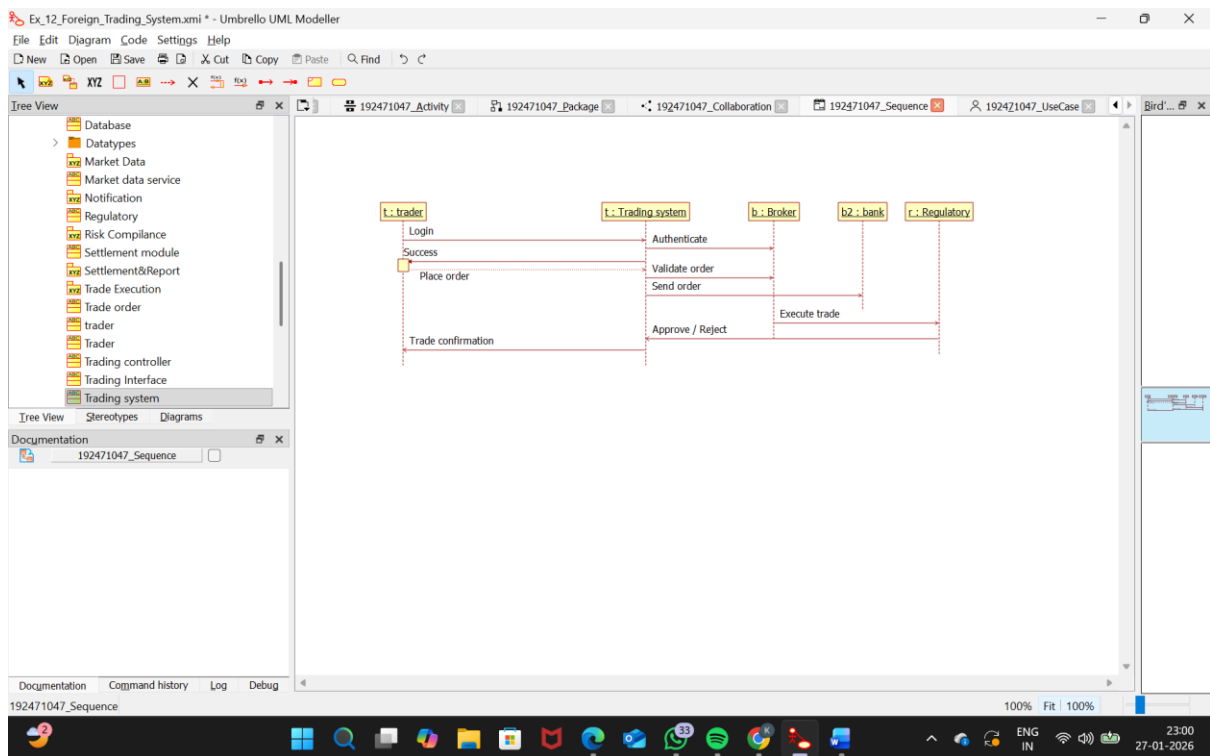 Ex_12_Foreign_Trading_System.xmi * - Umbrello UML Modeller
File Edit Diagram Code Settings Help
New Open Save Cut Copy Paste Find
XYZ A:B f(x) f(x)
Tree View
192471047_Activity 192471047_Package 192471047_Collaboration 192471047_Sequence 192471047_UseCase
Bird'...
Database
Datatypes
Market Data
Market data service
Notification
Regulatory
Risk Compilance
Settlement module
Settlement&Report
Trade Execution
Trade order
trader
Trader
Trading controller
Trading Interface
Trading system
Tree View Stereotypes Diagrams
Documentation
192471047_Sequence
t : trader t : Trading system b : Broker b2 : bank r : Regulatory
Login
Authenticate
Success
Validate order
Place order
Send order
Execute trade
Approve / Reject
Trade confirmation
Documentation Command history Log Debug
192471047_Sequence
100% Fit 100%
2
33
ENG
IN
23:00
27-01-2026